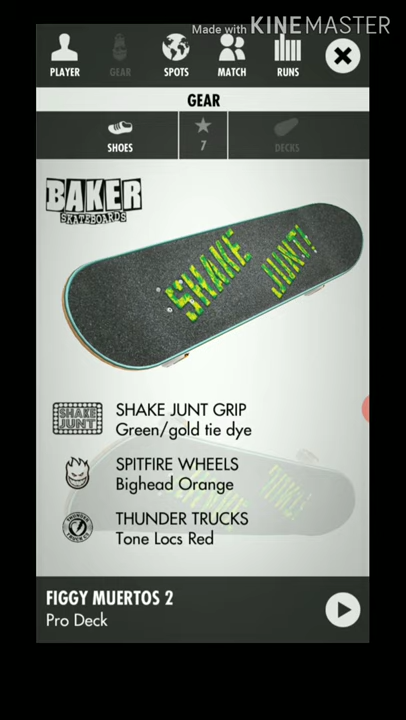 Made with KINEMASTER
PLAYER GEAR SPOTS MATCH RUNS
GEAR
SHOES 7 DECKS
BAKER
SKATEBOARDS
SHAKE JUNT!
SHAKE
JUNT
SHAKE JUNT GRIP
Green/gold tie dye
SPITFIRE WHEELS
Bighead Orange
THUNDER TRUCKS
Tone Locs Red
FIGGY MUERTOS 2
Pro Deck